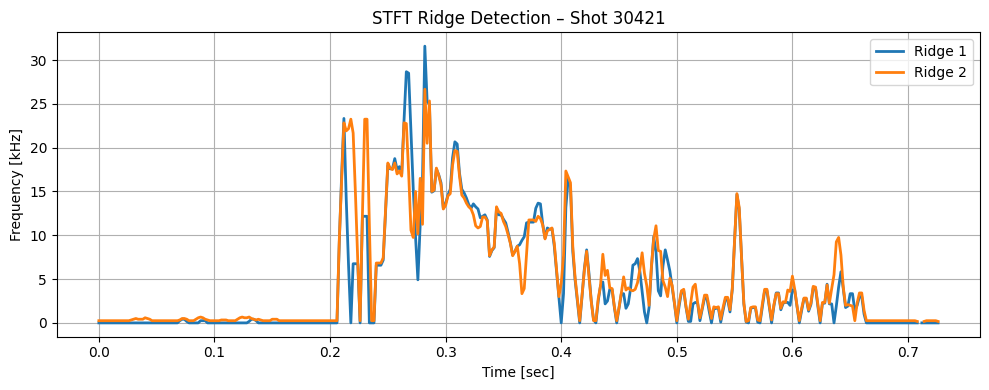 STFT Ridge Detection – Shot 30421
Frequency [kHz]
30
25
20
15
10
5
0
Ridge 1
Ridge 2
0.0 0.1 0.2 0.3 0.4 0.5 0.6 0.7
Time [sec]